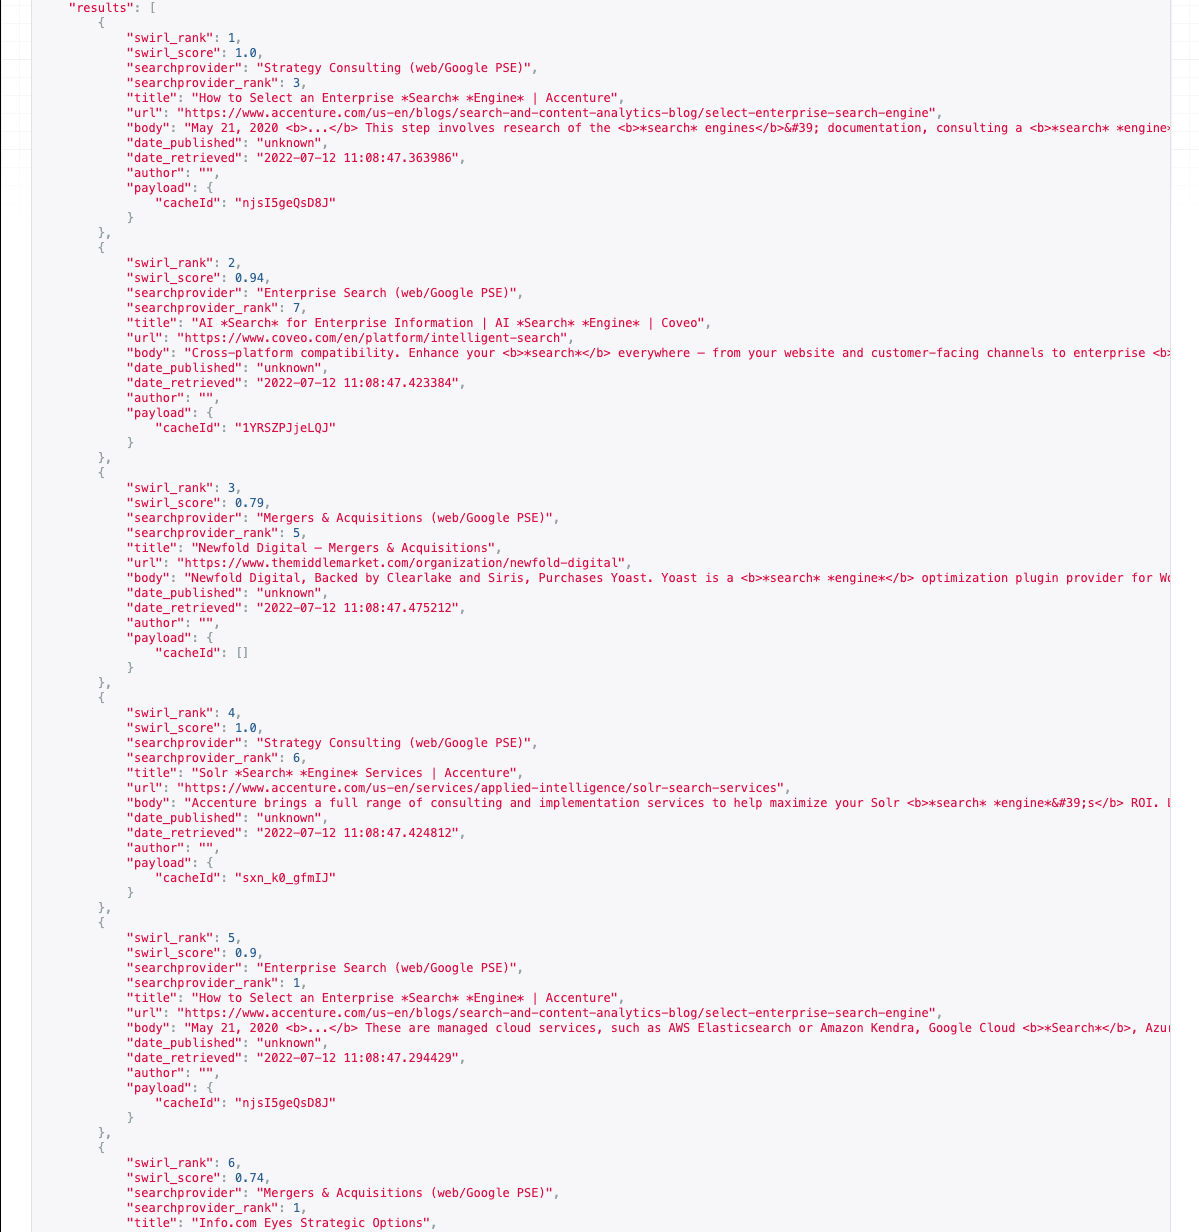 "results": [
{
"swirl_rank": 1,
"swirl_score": 1.0,
"searchprovider": "Strategy Consulting (web/Google PSE)",
"searchprovider_rank": 3,
"title": "How to Select an Enterprise *Search* *Engine* | Accenture",
"url": "https://www.accenture.com/us-en/blogs/search-and-content-analytics-blog/select-enterprise-search-engine",
"body": "May 21, 2020 <b>...</b> This step involves research of the <b>*search* engines</b>&#39; documentation, consulting a <b>*search* *engine*
"date_published": "unknown",
"date_retrieved": "2022-07-12 11:08:47.363986",
"author": "",
"payload": {
"cacheId": "njsI5geQsD8J"
}
},
{
"swirl_rank": 2,
"swirl_score": 0.94,
"searchprovider": "Enterprise Search (web/Google PSE)",
"searchprovider_rank": 7,
"title": "AI *Search* for Enterprise Information | AI *Search* *Engine* | Coveo",
"url": "https://www.coveo.com/en/platform/intelligent-search",
"body": "Cross-platform compatibility. Enhance your <b>*search*</b> everywhere – from your website and customer-facing channels to enterprise <b>
"date_published": "unknown",
"date_retrieved": "2022-07-12 11:08:47.423384",
"author": "",
"payload": {
"cacheId": "1YRSZPJjeLQJ"
}
},
{
"swirl_rank": 3,
"swirl_score": 0.79,
"searchprovider": "Mergers & Acquisitions (web/Google PSE)",
"searchprovider_rank": 5,
"title": "Newfold Digital – Mergers & Acquisitions",
"url": "https://www.themiddlemarket.com/organization/newfold-digital",
"body": "Newfold Digital, Backed by Clearlake and Siris, Purchases Yoast. Yoast is a <b>*search* *engine*</b> optimization plugin provider for Wo
"date_published": "unknown",
"date_retrieved": "2022-07-12 11:08:47.475212",
"author": "",
"payload": {
"cacheId": []
}
},
{
"swirl_rank": 4,
"swirl_score": 1.0,
"searchprovider": "Strategy Consulting (web/Google PSE)",
"searchprovider_rank": 6,
"title": "Solr *Search* *Engine* Services | Accenture",
"url": "https://www.accenture.com/us-en/services/applied-intelligence/solr-search-services",
"body": "Accenture brings a full range of consulting and implementation services to help maximize your Solr <b>*search* *engine*&#39;s</b> ROI. L
"date_published": "unknown",
"date_retrieved": "2022-07-12 11:08:47.424812",
"author": "",
"payload": {
"cacheId": "sxn_k0_gfmIJ"
}
},
{
"swirl_rank": 5,
"swirl_score": 0.9,
"searchprovider": "Enterprise Search (web/Google PSE)",
"searchprovider_rank": 1,
"title": "How to Select an Enterprise *Search* *Engine* | Accenture",
"url": "https://www.accenture.com/us-en/blogs/search-and-content-analytics-blog/select-enterprise-search-engine",
"body": "May 21, 2020 <b>...</b> These are managed cloud services, such as AWS Elasticsearch or Amazon Kendra, Google Cloud <b>*Search*</b>, Azur
"date_published": "unknown",
"date_retrieved": "2022-07-12 11:08:47.294429",
"author": "",
"payload": {
"cacheId": "njsI5geQsD8J"
}
},
{
"swirl_rank": 6,
"swirl_score": 0.74,
"searchprovider": "Mergers & Acquisitions (web/Google PSE)",
"searchprovider_rank": 1,
"title": "Info.com Eyes Strategic Options",